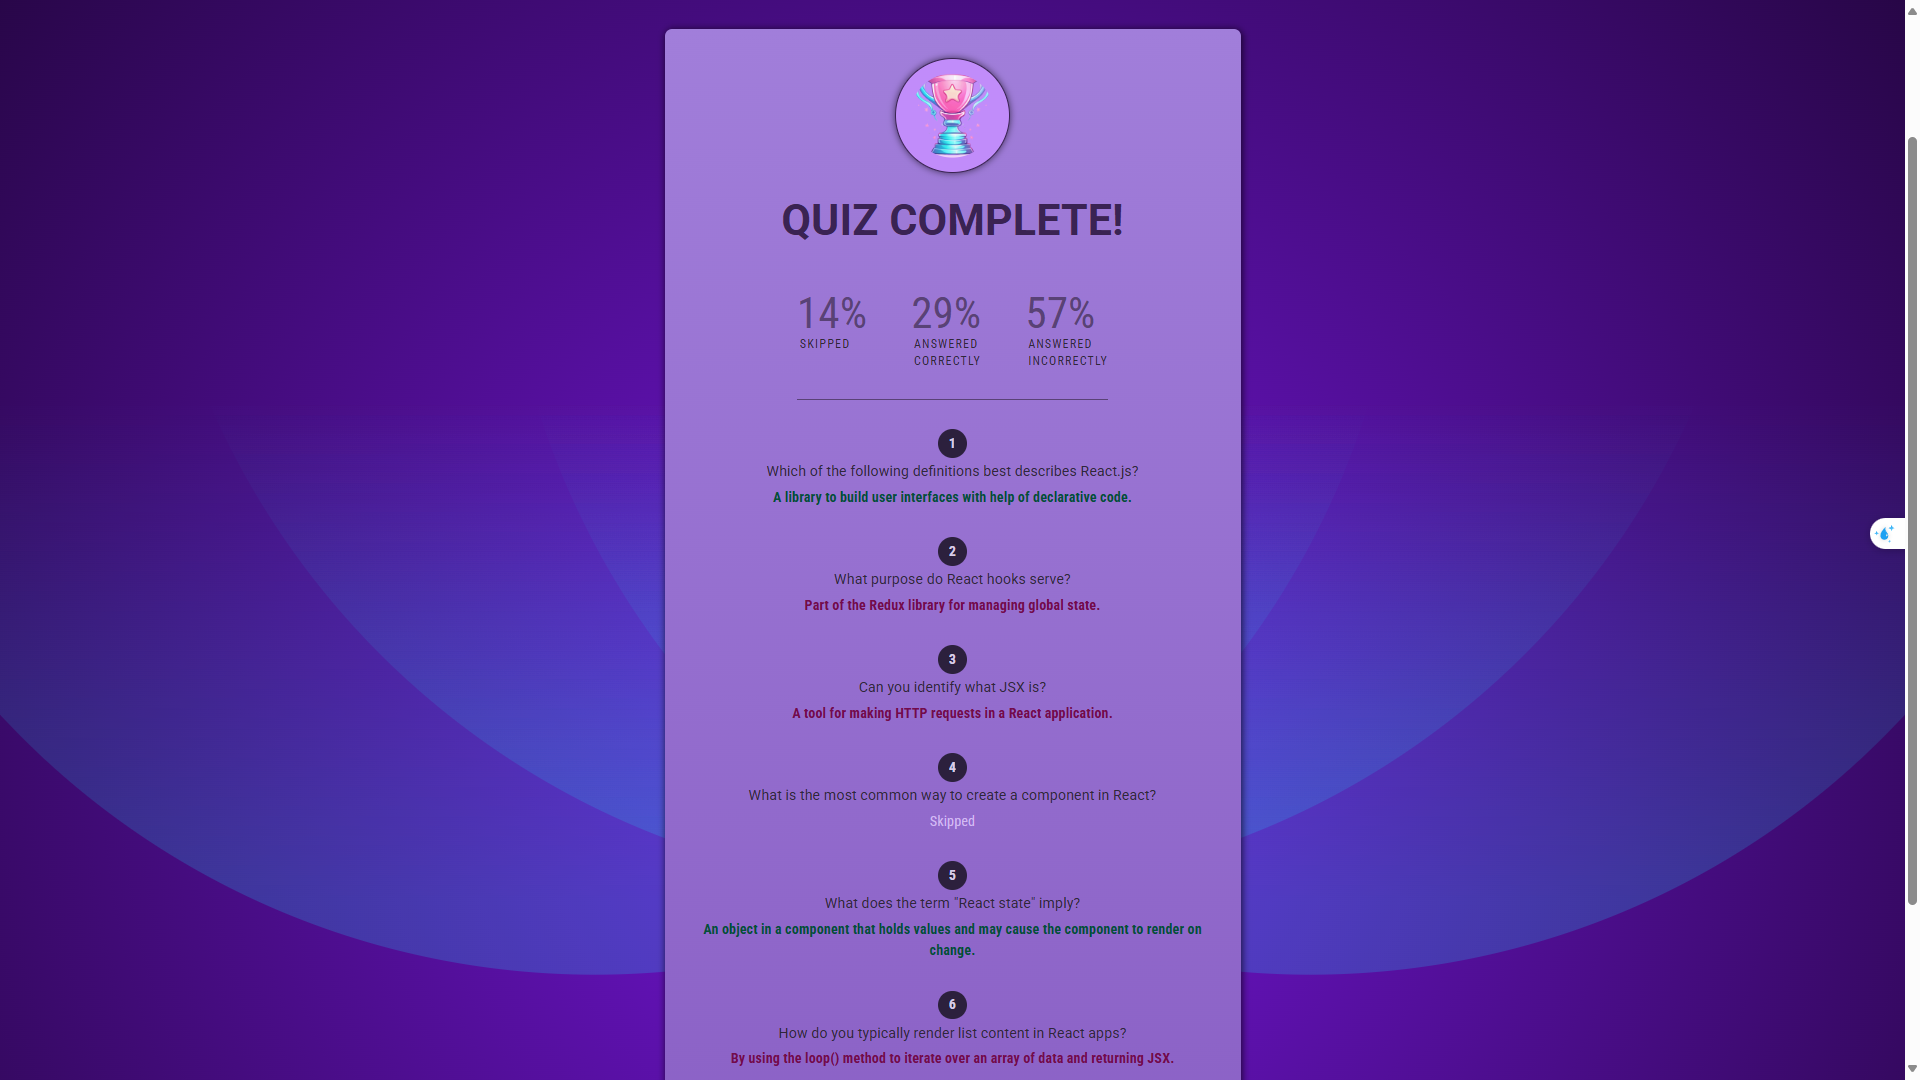 QUIZ COMPLETE!
14% 29% 57%
SKIPPED ANSWERED ANSWERED
CORRECTLY INCORRECTLY
1
Which of the following definitions best describes React.js?
A library to build user interfaces with help of declarative code.
2
What purpose do React hooks serve?
Part of the Redux library for managing global state.
3
Can you identify what JSX is?
A tool for making HTTP requests in a React application.
4
What is the most common way to create a component in React?
Skipped
5
What does the term "React state" imply?
An object in a component that holds values and may cause the component to render on
change.
6
How do you typically render list content in React apps?
By using the loop() method to iterate over an array of data and returning JSX.